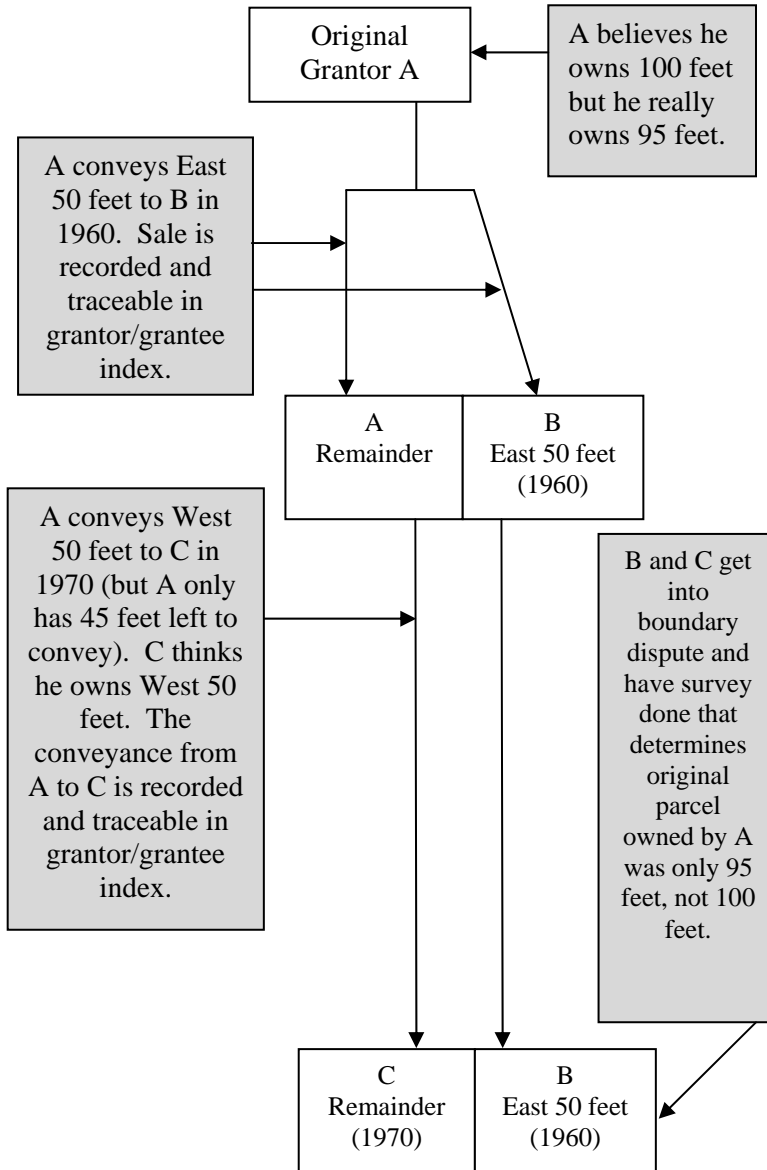 Original
Grantor A
A believes he
owns 100 feet
but he really
owns 95 feet.
A conveys East
50 feet to B in
1960. Sale is
recorded and
traceable in
grantor/grantee
index.
A
Remainder
B
East 50 feet
(1960)
A conveys West
50 feet to C in
1970 (but A only
has 45 feet left to
convey). C thinks
he owns West 50
feet. The
conveyance from
A to C is recorded
and traceable in
grantor/grantee
index.
B and C get
into
boundary
dispute and
have survey
done that
determines
original
parcel
owned by A
was only 95
feet, not 100
feet.
C
Remainder
(1970)
B
East 50 feet
(1960)